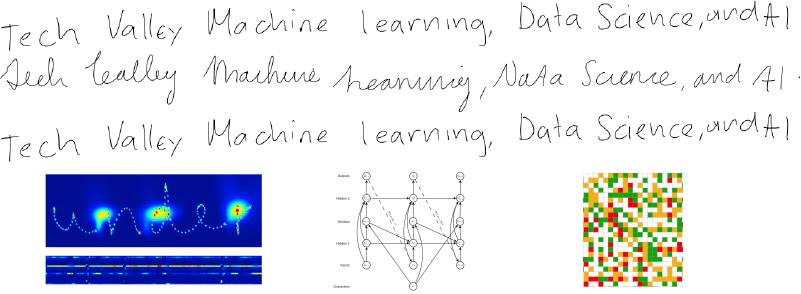 Tech Valley Machine learning, Data Science, and AI
Tech Valley Machine Learning, Data Science, and AI
Tech Valley Machine learning, Data Science, and AI
Outputs
Hidden 2
Window
Hidden 1
Inputs
Characters